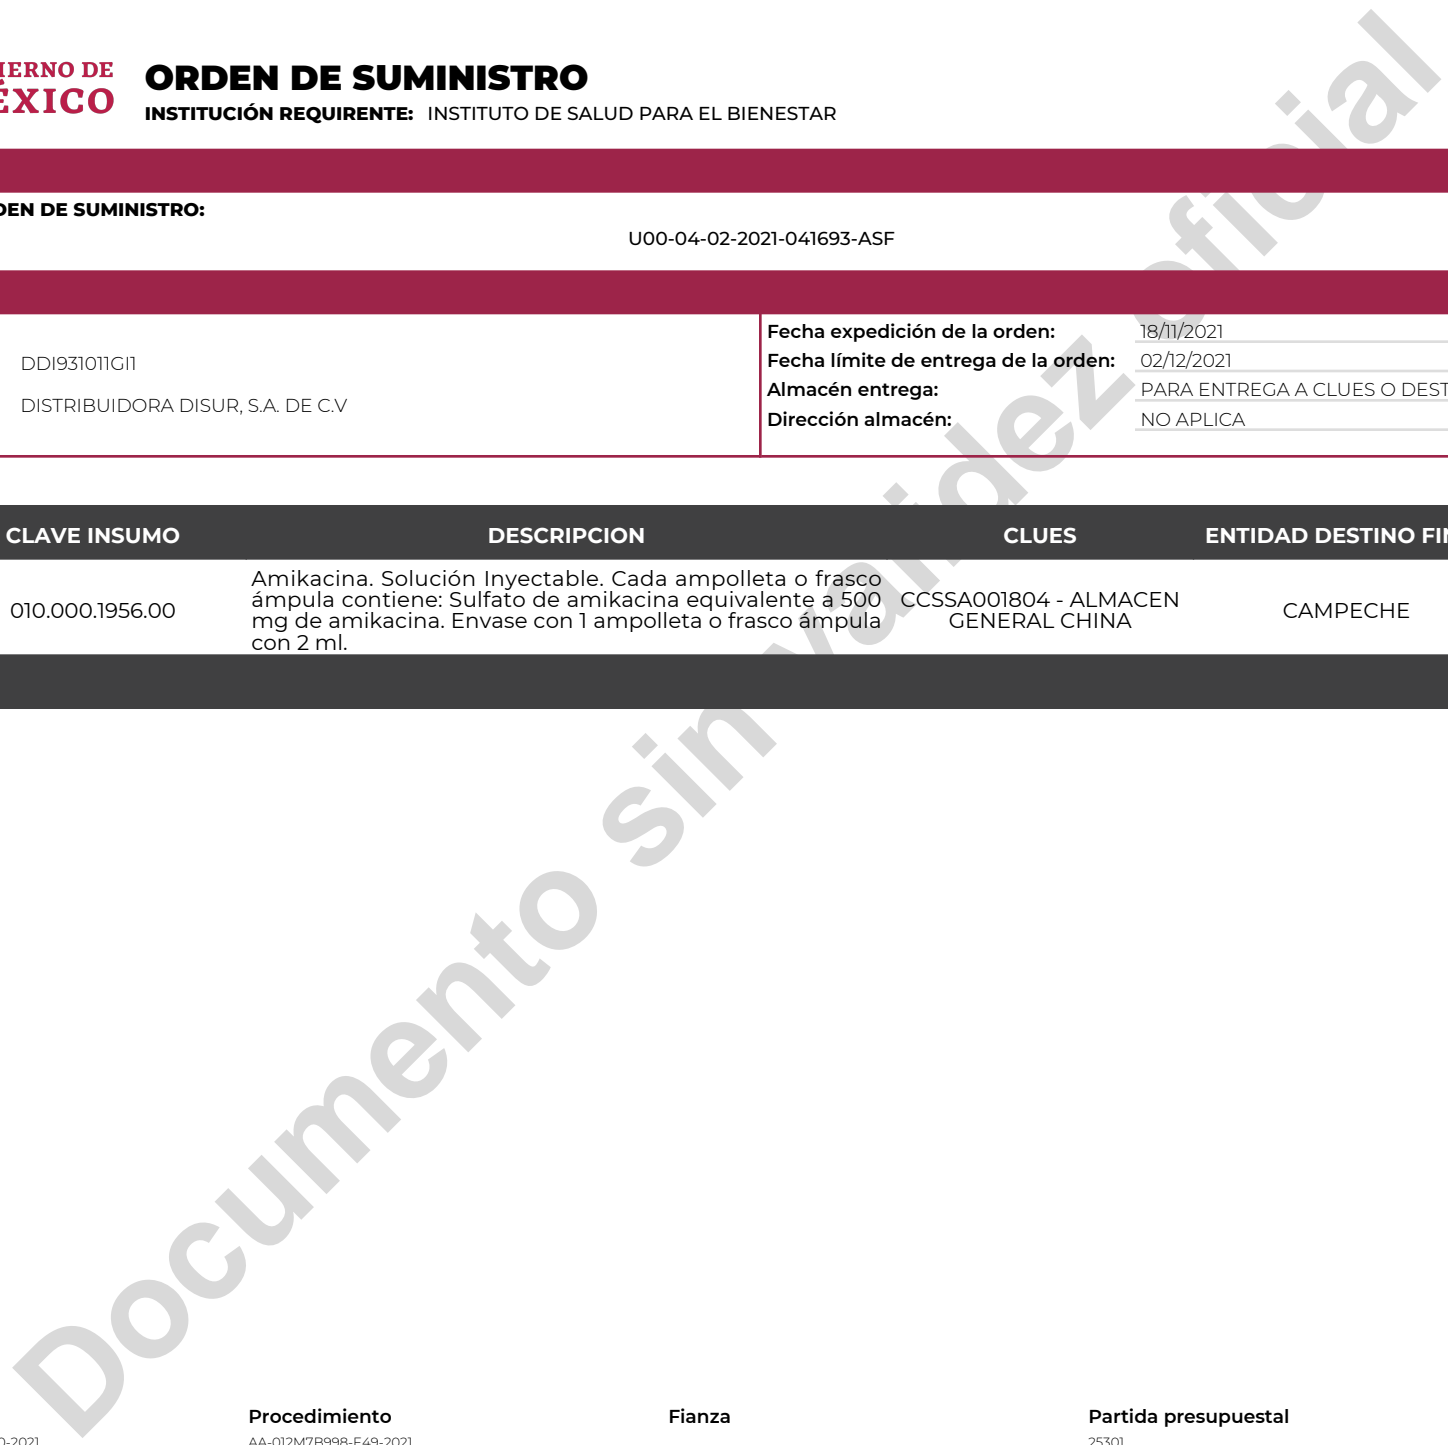 ORDEN DE SUMINISTRO
INSTITUCIÓN REQUIRENTE: INSTITUTO DE SALUD PARA EL BIENESTAR
DE SUMINISTRO:
U00-04-02-2021-041693-ASF
DDI931011GI1
DISTRIBUIDORA DISUR, S.A. DE C.V
Fecha expedición de la orden: 18/11/2021
Fecha límite de entrega de la orden: 02/12/2021
Almacén entrega: PARA ENTREGA A CLUES O DEST
Dirección almacén: NO APLICA
CLAVE INSUMO DESCRIPCION CLUES ENTIDAD DESTINO
010.000.1956.00
Amikacina. Solución Inyectable. Cada ampolleta o frasco
ámpula contiene: Sulfato de amikacina equivalente a 500
mg de amikacina. Envase con 1 ampolleta o frasco ámpula
con 2 ml.
CCSSA001804 - ALMACEN
GENERAL CHINA
CAMPECHE
Documento sin validez oficial
Procedimiento Fianza Partida presupuestal
AA-012M7B998-E49-2021 25301